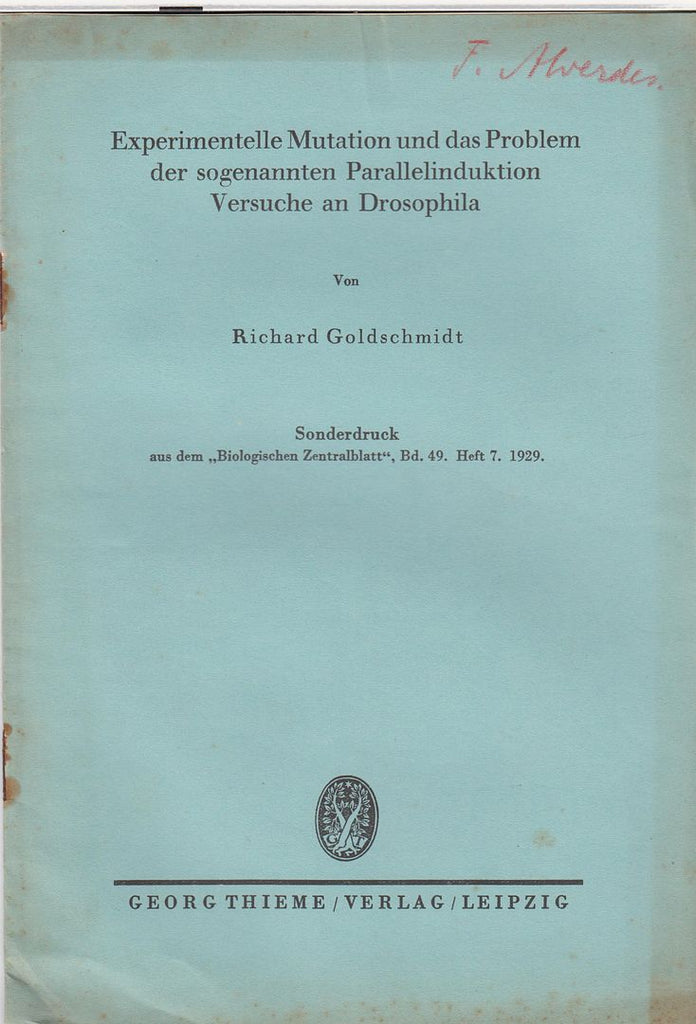 F. Alverdes.
Experimentelle Mutation und das Problem
der sogenannten Parallelinduktion
Versuche an Drosophila
Von
Richard Goldschmidt
Sonderdruck
aus dem „Biologischen Zentralblatt“, Bd. 49. Heft 7. 1929.
G T V
GEORG THIEME / VERLAG / LEIPZIG